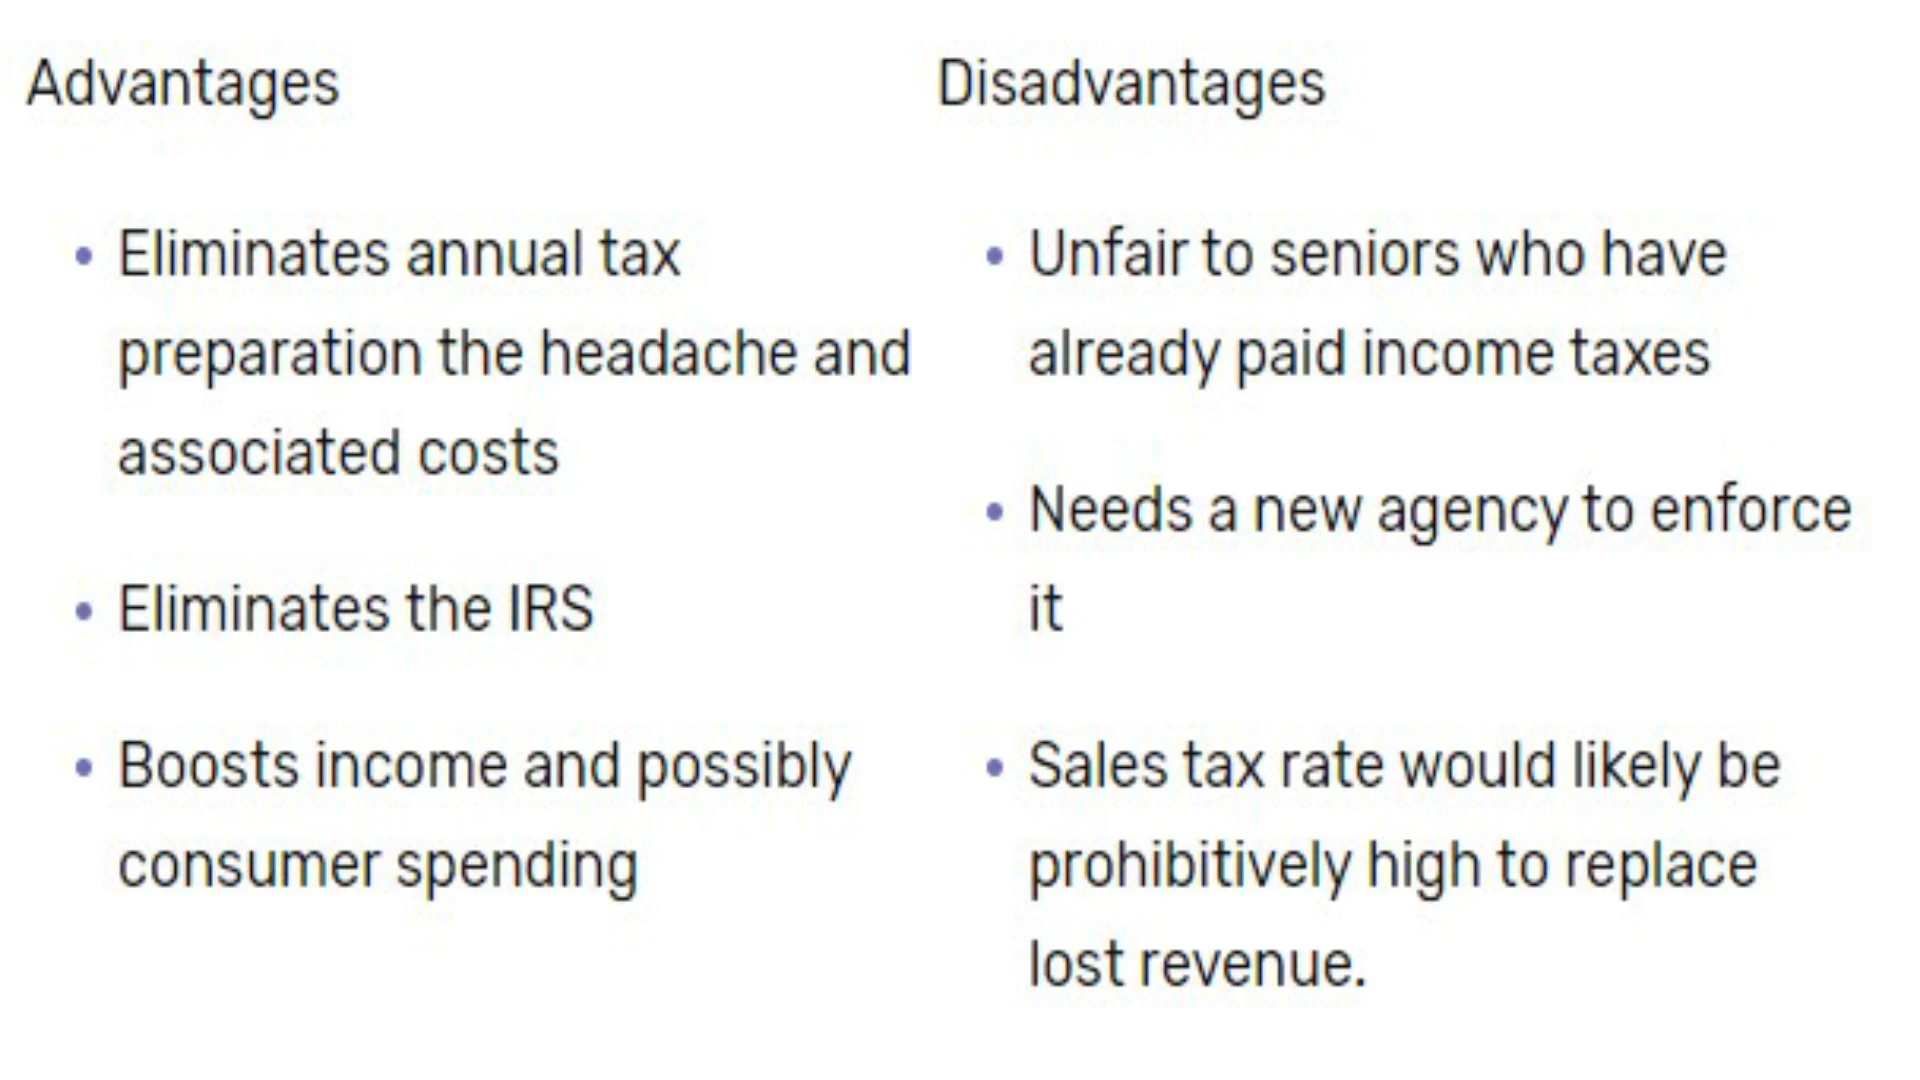 Advantages
Eliminates annual tax
preparation the headache and
associated costs
Eliminates the IRS
Boosts income and possibly
consumer spending
Disadvantages
Unfair to seniors who have
already paid income taxes
Needs a new agency to enforce
it
Sales tax rate would likely be
prohibitively high to replace
lost revenue.